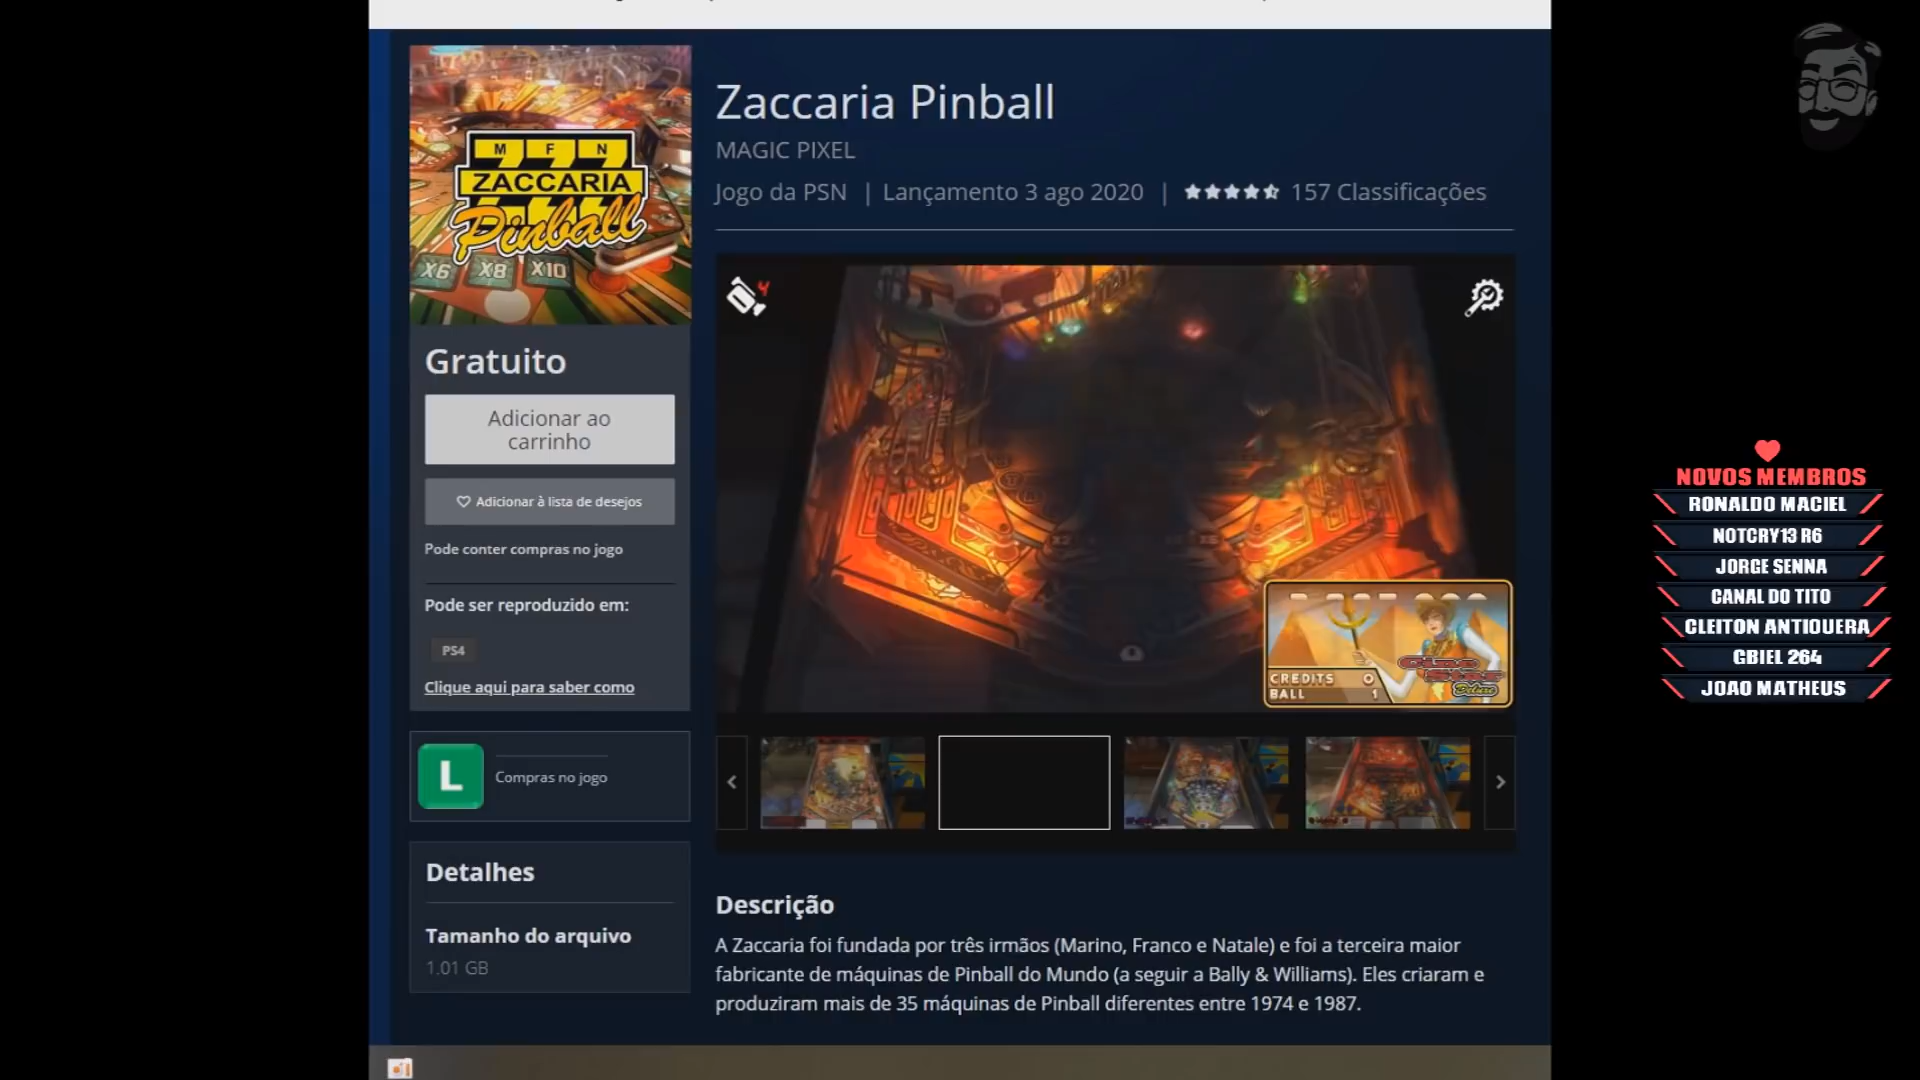 Zaccaria Pinball
MAGIC PIXEL
Jogo da PSN | Lançamento 3 ago 2020 | 157 Classificações
M F N
ZACCARIA
Pinball
X6 X8 X10
Gratuito
Adicionar ao
carrinho
Adicionar à lista de desejos
Pode conter compras no jogo
Pode ser reproduzido em:
PS4
Clique aqui para saber como
L
Compras no jogo
Detalhes
Tamanho do arquivo
1.01 GB
4
CREDITS 0
BALL 1
Deluxe
Descrição
A Zaccaria foi fundada por três irmãos (Marino, Franco e Natale) e foi a terceira maior
fabricante de máquinas de Pinball do Mundo (a seguir a Bally & Williams). Eles criaram e
produziram mais de 35 máquinas de Pinball diferentes entre 1974 e 1987.
NOVOS MEMBROS
RONALDO MACIEL
NOTCRY13 R6
JORGE SENNA
CANAL DO TITO
CLEITON ANTIQUERA
GBIEL 264
JOAO MATHEUS